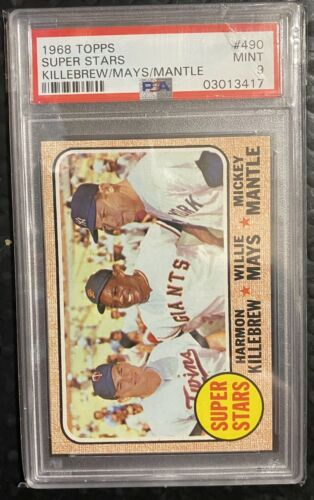 1968 TOPPS #490
SUPER STARS MINT
KILLEBREW/MAYS/MANTLE 9
PSA 03013417
YORK
GIANTS
Twins
SUPER STARS
HARMON KILLEBREW ★ WILLIE MAYS ★ MICKEY MANTLE